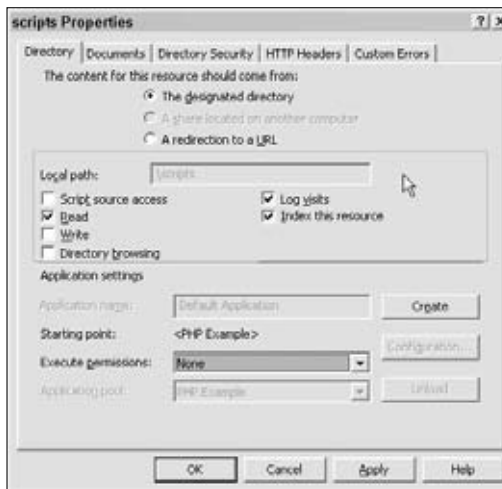 scripts Properties
Directory Documents Directory Security HTTP Headers Custom Errors
The content for this resource should come from:
The designated directory
A share located on another computer
A redirection to a URL
Local path: \scripts
Script source access Log visits
Read Index this resource
Write
Directory browsing
Application settings
Application name: Default Application Create
Starting point: <PHP Example>
Configuration...
Execute permissions: None
Application pool: PHP Example Unload
OK Cancel Apply Help